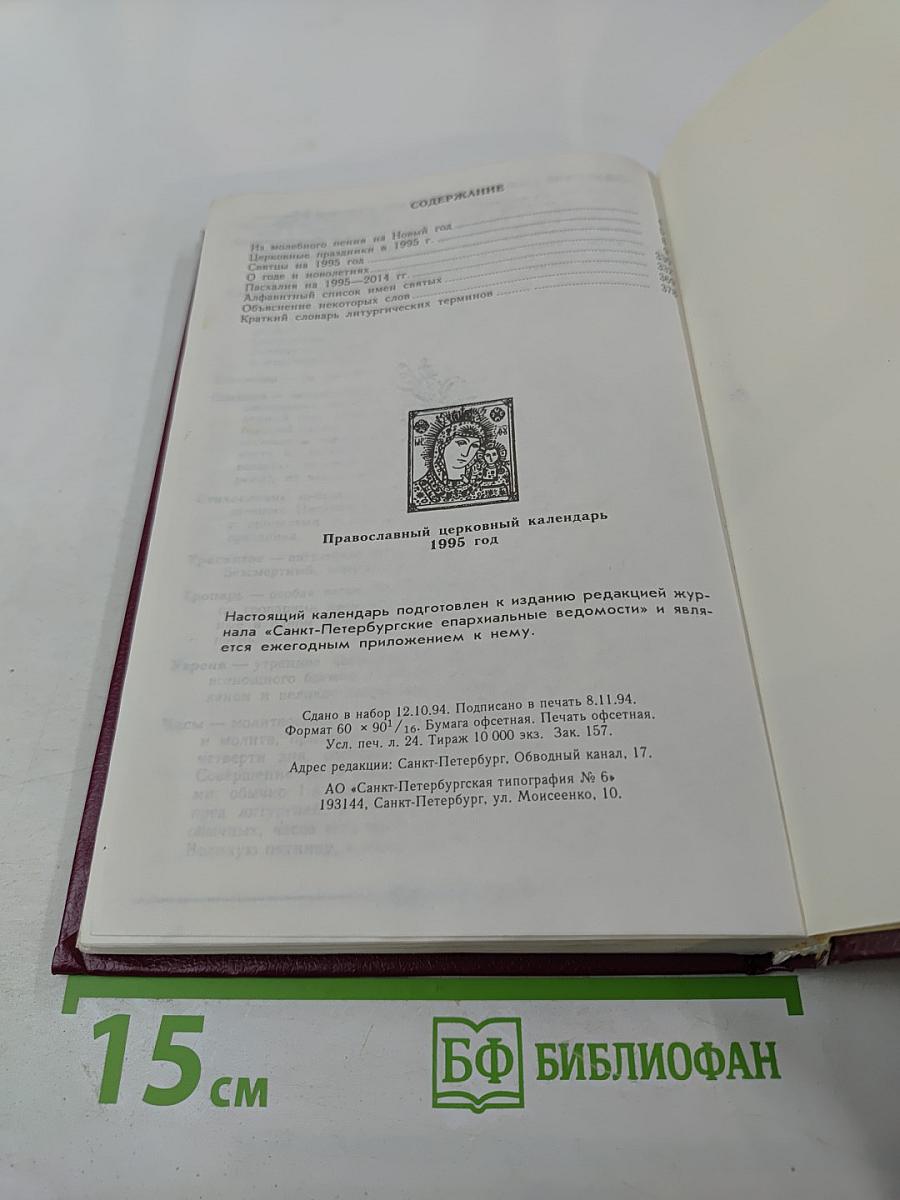 СОДЕРЖАНИЕ
Из молебного пения на Новый год
Церковные праздники в 1995 г.
Святцы на 1995 год
О годе и новолетиях
Пасхалия на 1995—2014 гг.
Алфавитный список имен святых
Объяснение некоторых слов
Краткий словарь литургических терминов
Православный церковный календарь
1995 год
Настоящий календарь подготовлен к изданию редакцией жур-
нала «Санкт-Петербургские епархиальные ведомости» и явля-
ется ежегодным приложением к нему.
Сдано в набор 12.10.94. Подписано в печать 8.11.94.
Формат 60 × 90¹/₁₆. Бумага офсетная. Печать офсетная.
Усл. печ. л. 24. Тираж 10 000 экз. Зак. 157.
Адрес редакции: Санкт-Петербург, Обводный канал, 17.
АО «Санкт-Петербургская типография № 6»
193144, Санкт-Петербург, ул. Моисеенко, 10.
15 см
БФ БИБЛИОФАН